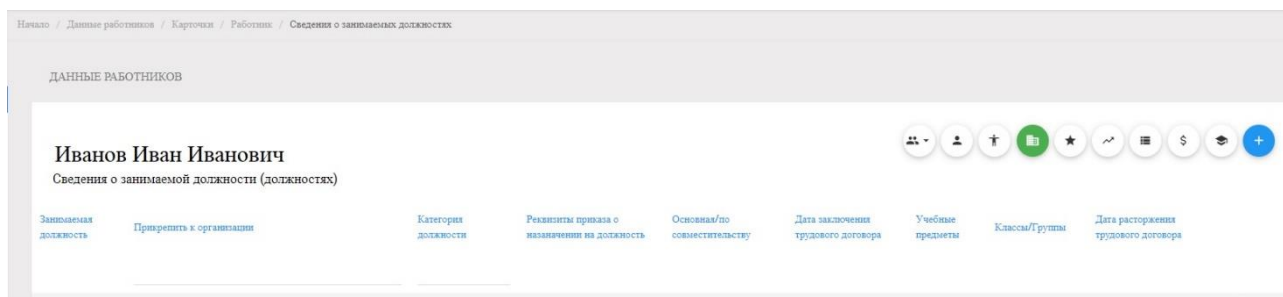 Начало / Данные работников / Карточки / Работник / Сведения о занимаемых должностях
ДАННЫЕ РАБОТНИКОВ
Иванов Иван Иванович
Сведения о занимаемой должности (должностях)
Занимаемая должность
Прикрепить к организации
Категория должности
Реквизиты приказа о назаначении на должность
Основная/по совместительству
Дата заключения трудового договора
Учебные предметы
Классы/Группы
Дата расторжения трудового договора